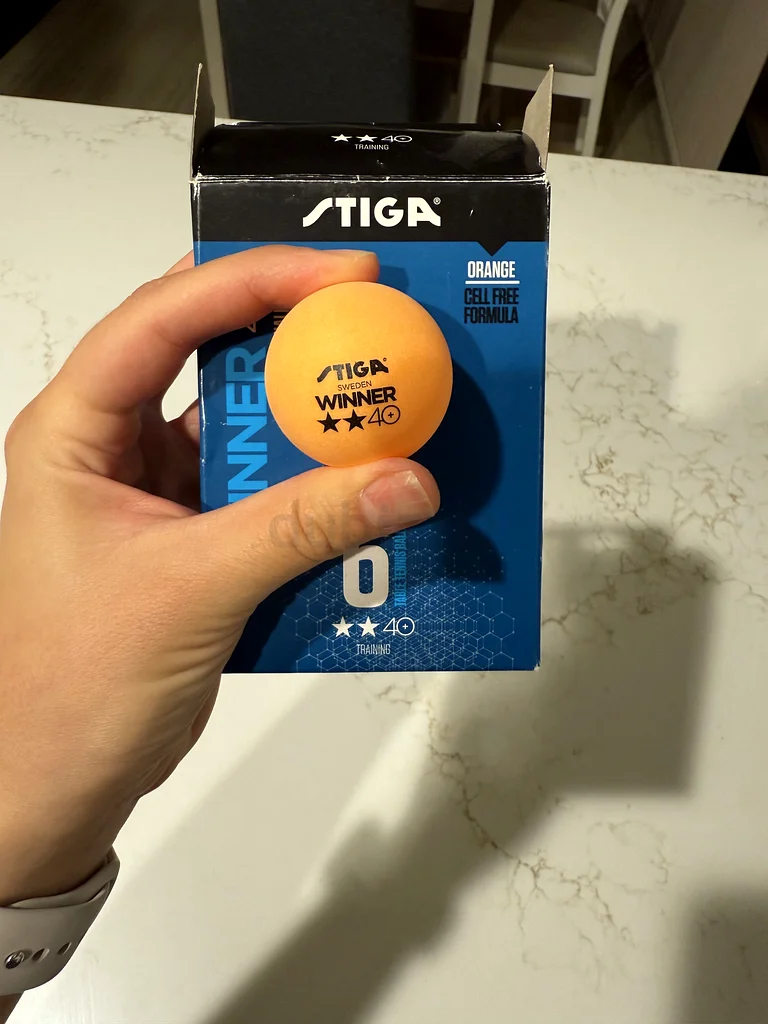 ★★40+
TRAINING
STIGA®
ORANGE
CELL FREE
FORMULA
STIGA®
SWEDEN
WINNER
★★40+
6
★★40+
TRAINING